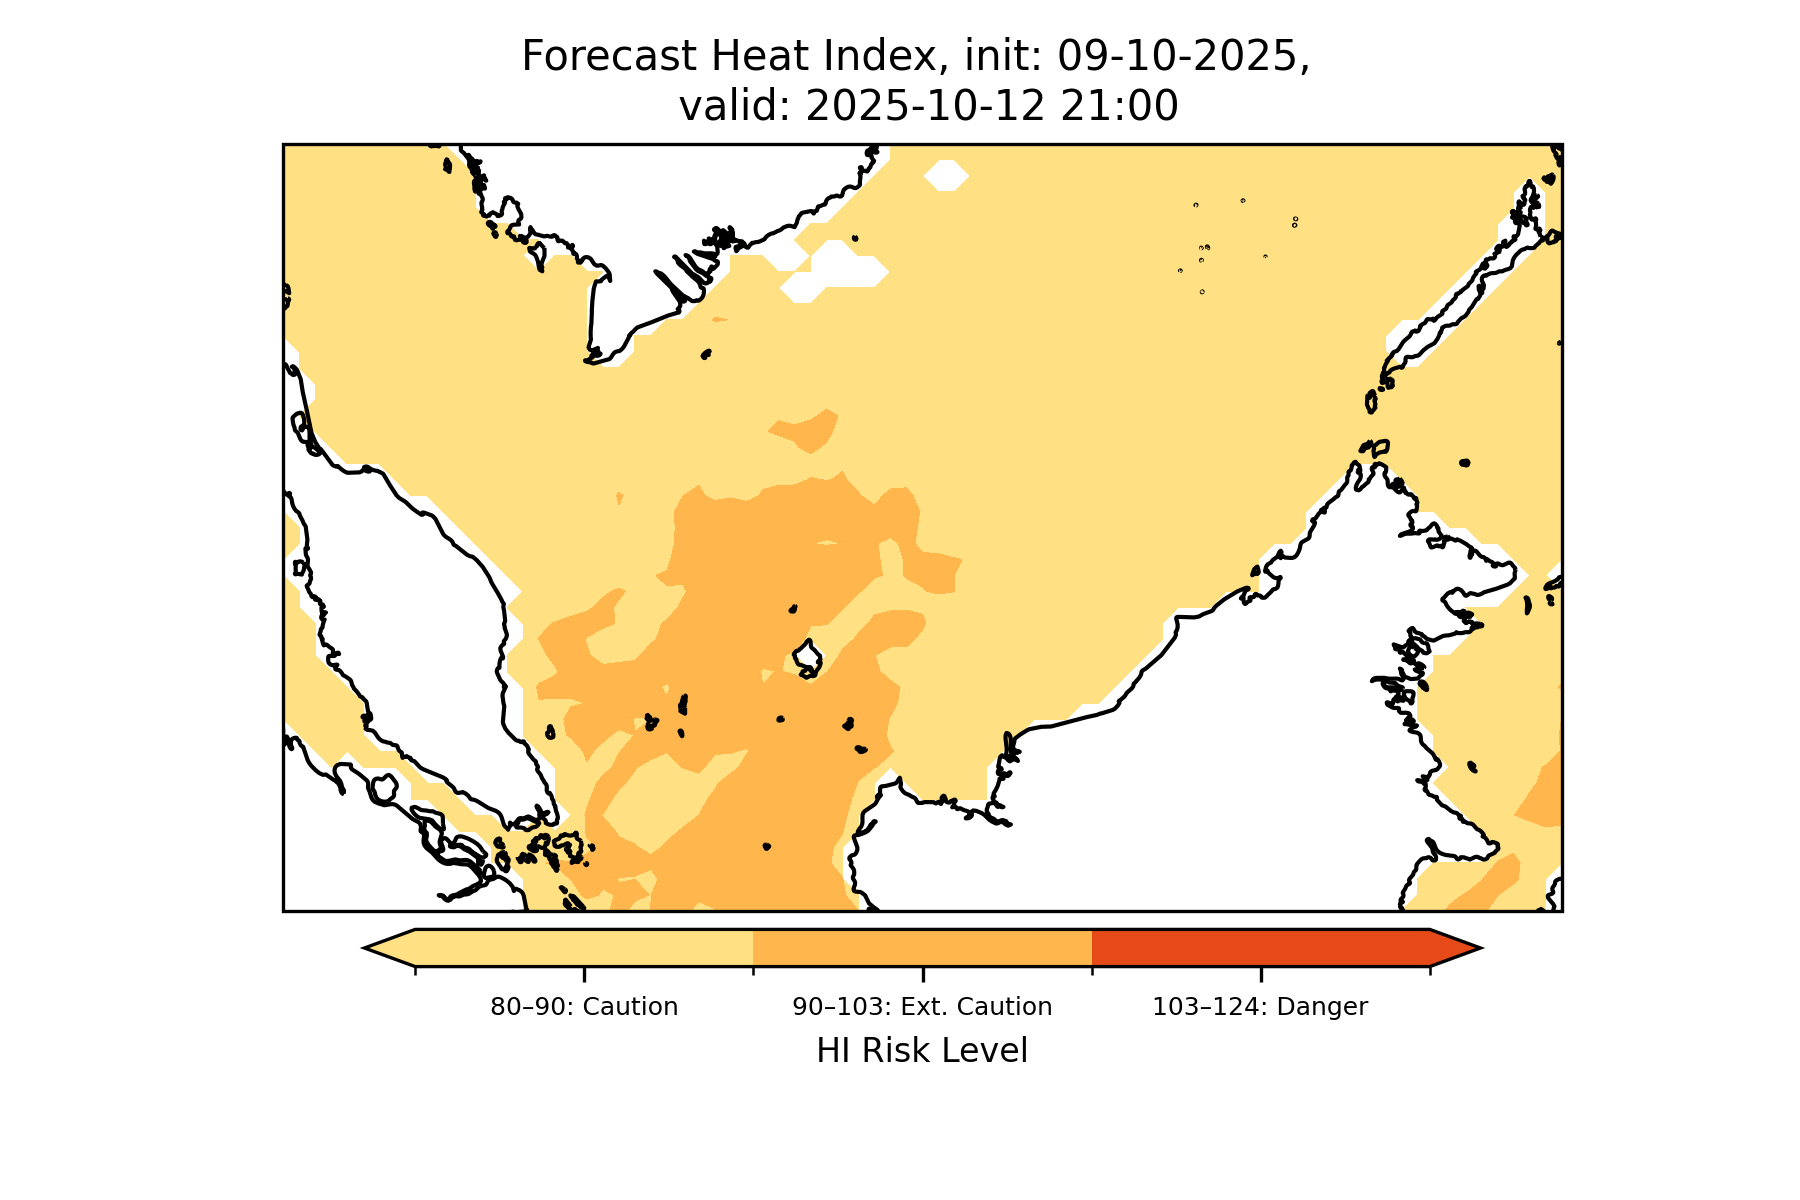 Forecast Heat Index, init: 09-10-2025,
valid: 2025-10-12 21:00
80–90: Caution
90–103: Ext. Caution
103–124: Danger
HI Risk Level